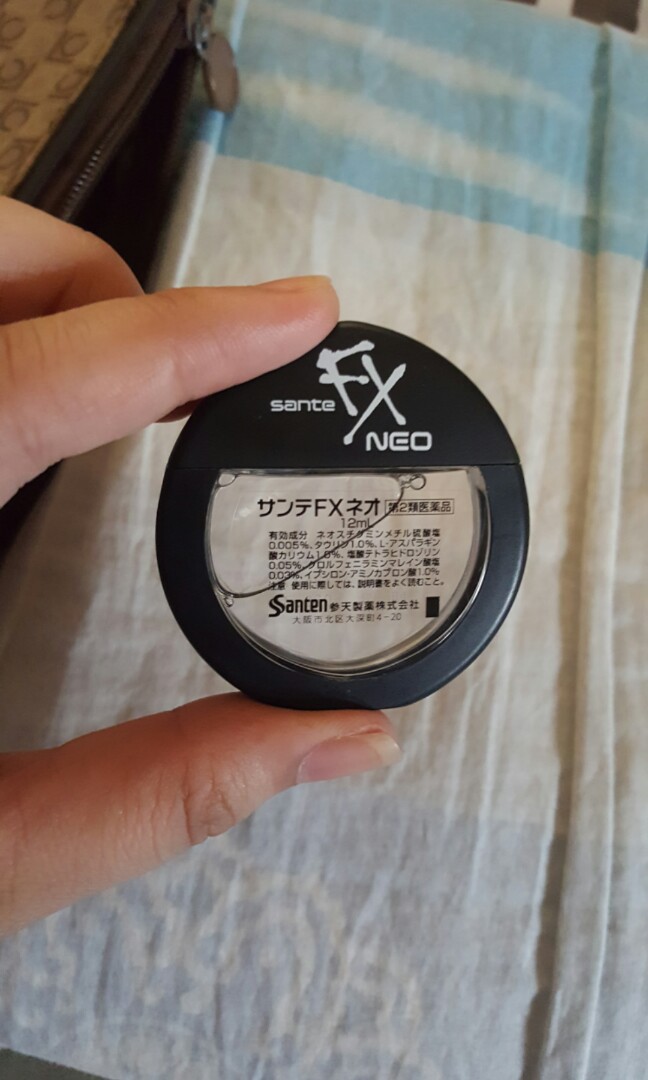 sante FX
NEO
サンテFXネオ 第2類医薬品
12mL
有効成分 ネオスチグミンメチル硫酸塩
0.005%、タウリン1.0%、L-アスパラギン
酸カリウム1.0%、塩酸テトラヒドロゾリン
0.05%、クロルフェニラミンマレイン酸塩
0.03%、イプシロン-アミノカプロン酸1.0%
注意 使用に際しては、説明書をよく読むこと。
Santen 参天製薬株式会社
大阪市北区大深町4-20